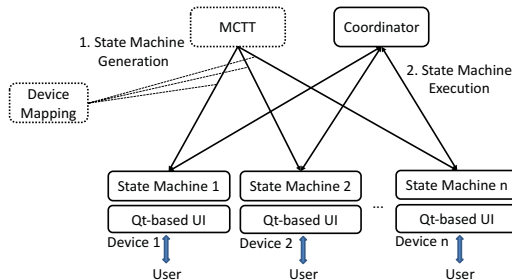 MCTT
Coordinator
1. State Machine
Generation
2. State Machine
Execution
Device
Mapping
State Machine 1
State Machine 2
State Machine n
...
Qt-based UI
Qt-based UI
Qt-based UI
Device 1
Device 2
Device n
User
User
User